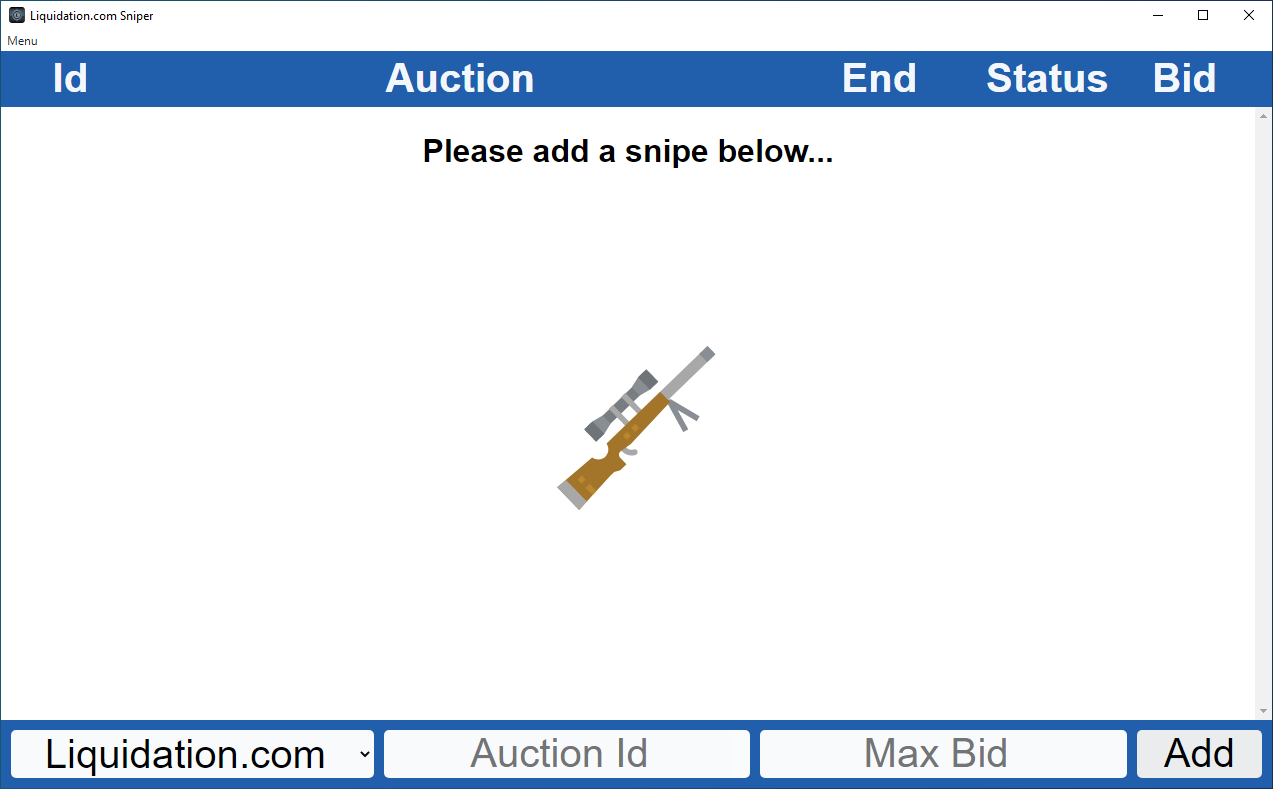 Liquidation.com Sniper
Menu
Id Auction End Status Bid
Please add a snipe below...
Liquidation.com Auction Id Max Bid Add